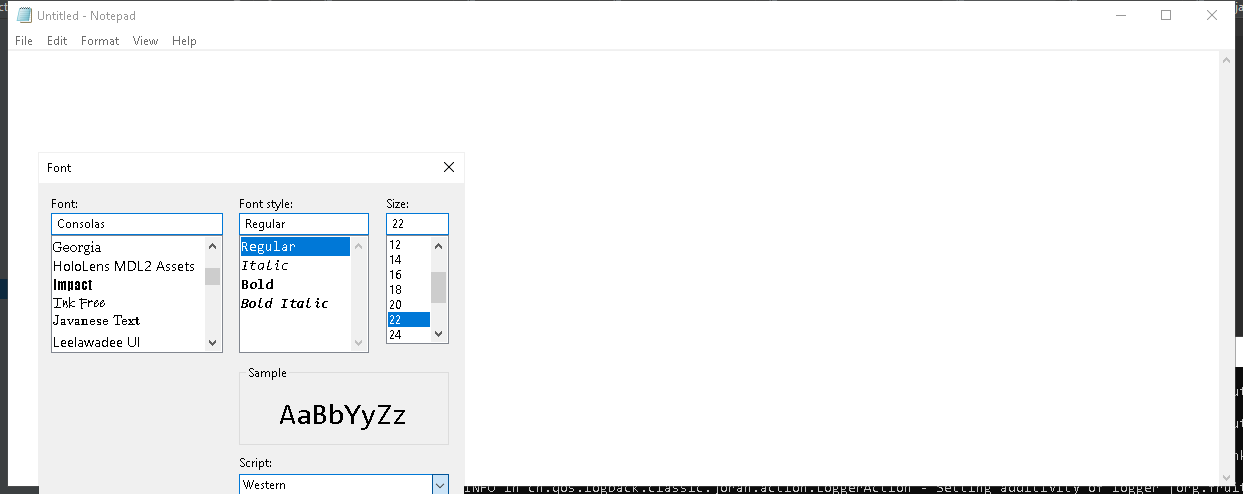 Untitled - Notepad
File Edit Format View Help
Font
Font: Font style: Size:
Consolas Regular 22
Georgia Regular 12
HoloLens MDL2 Assets Italic 14
Impact Bold 16
Ink Free Bold Italic 18
Javanese Text 20
Leelawadee UI 22
24
Sample
AaBbYyZz
Script:
Western
INFO in ch.qos.logback.classic.joran.action.LoggerAction - Setting additivity of logger